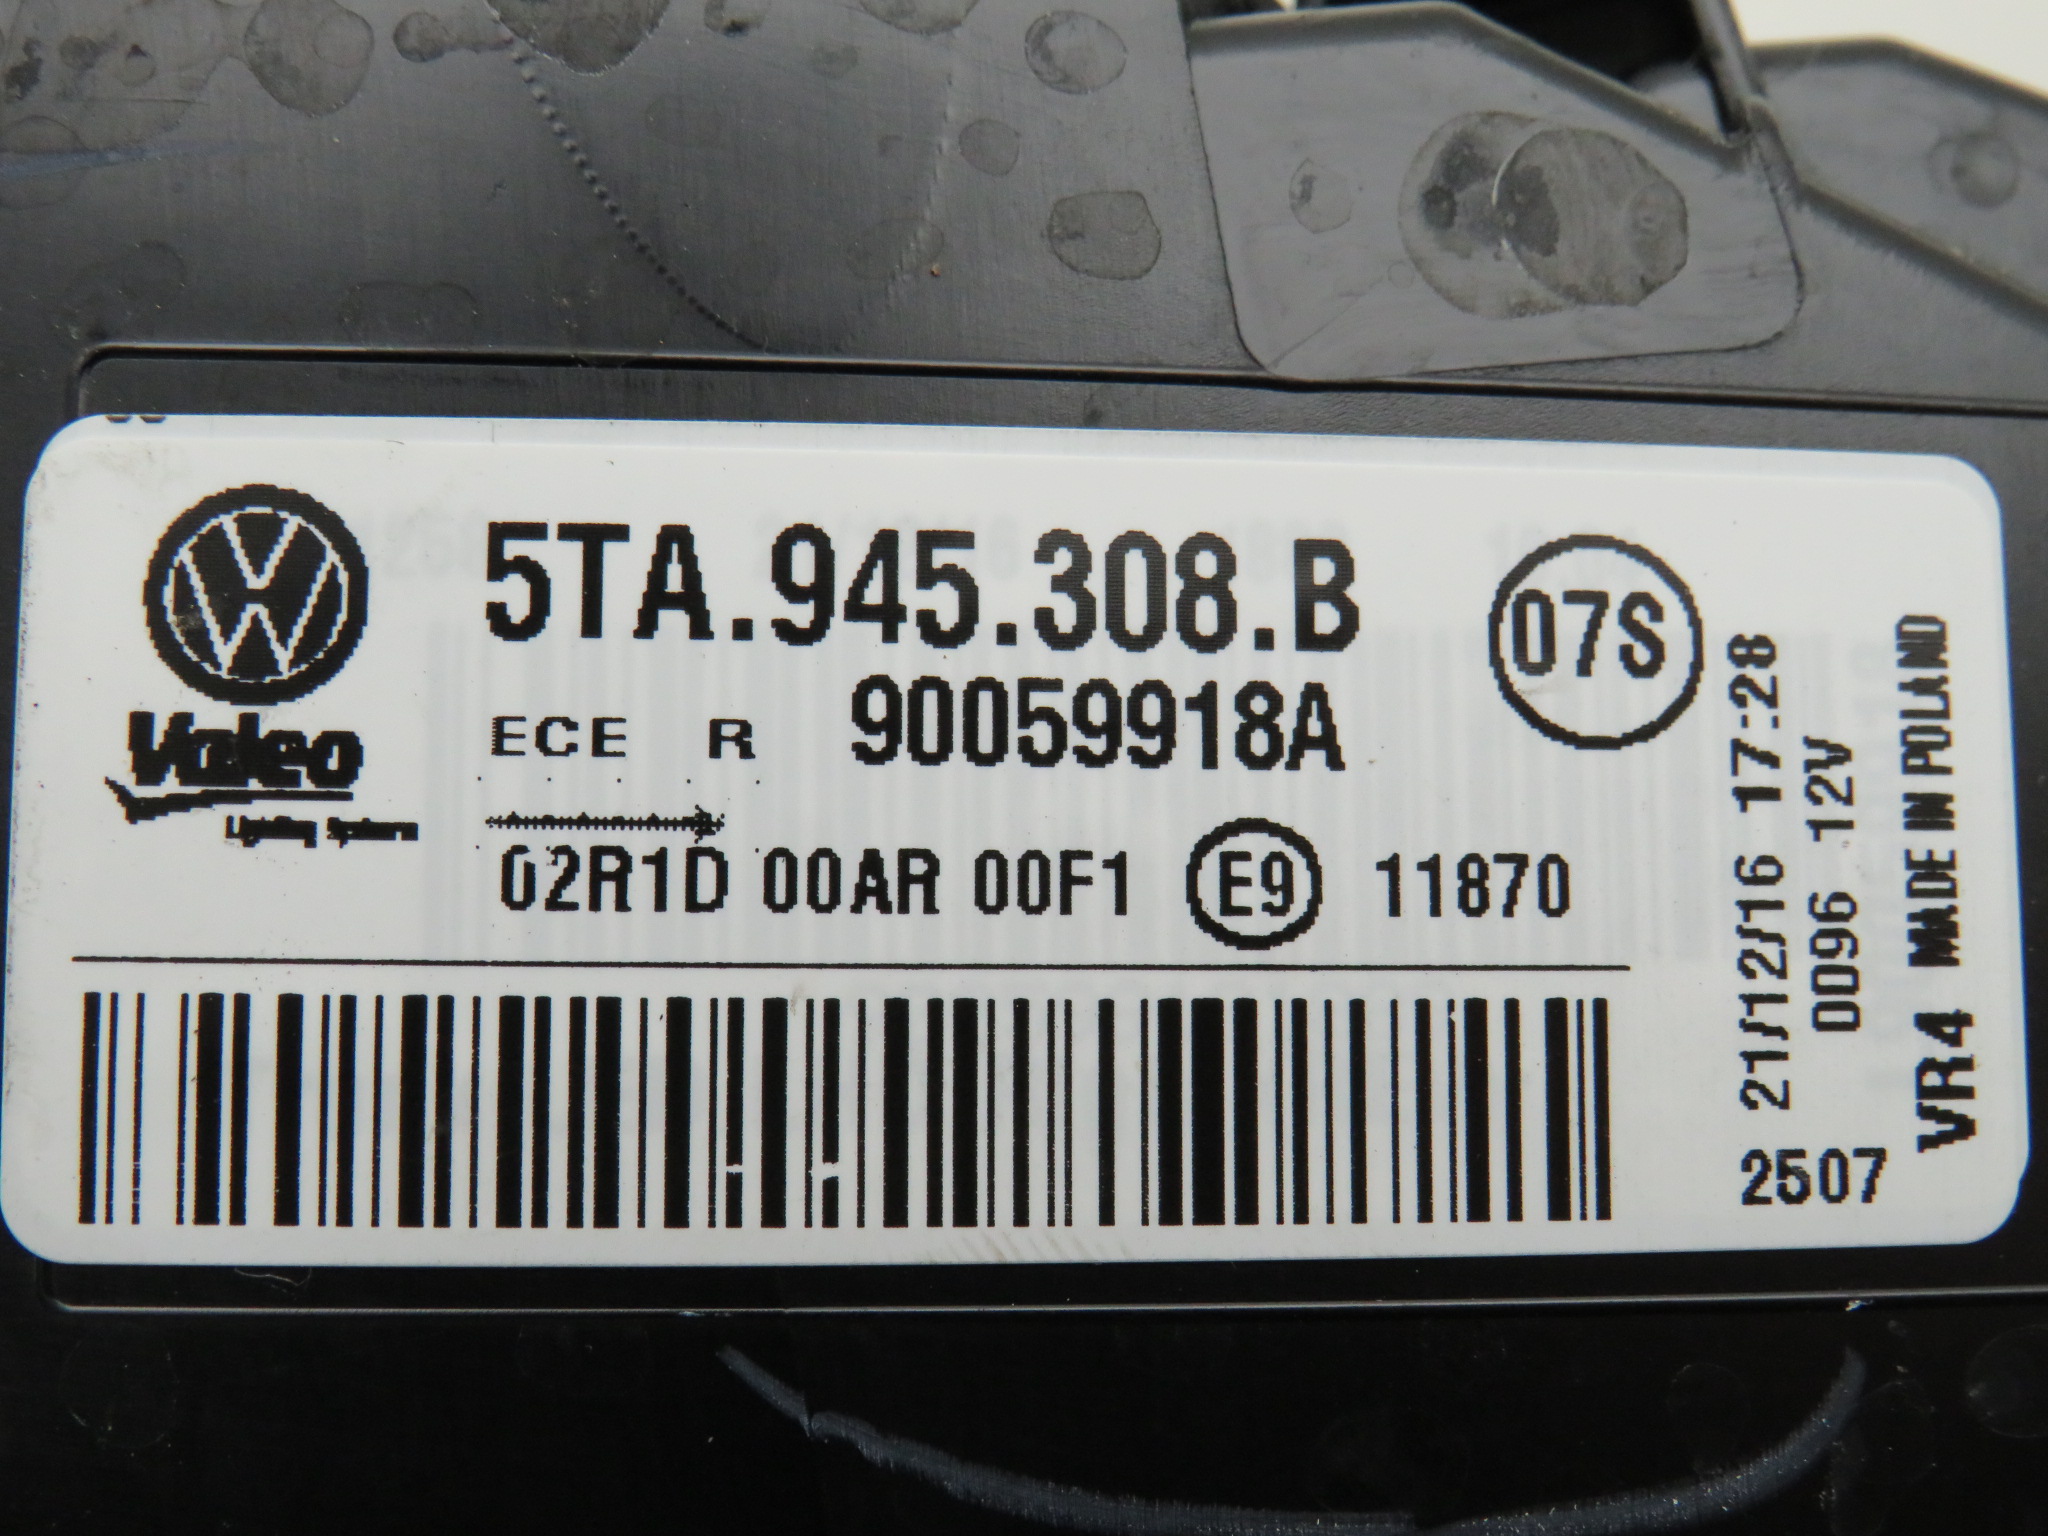 5TA.945.308.B
07S
Valeo
ECE R 90059918A
02R1D 00AR 00F1 E9 11870
21/12/16 17:28
DD96 12V
VR4 MADE IN POLAND
2507